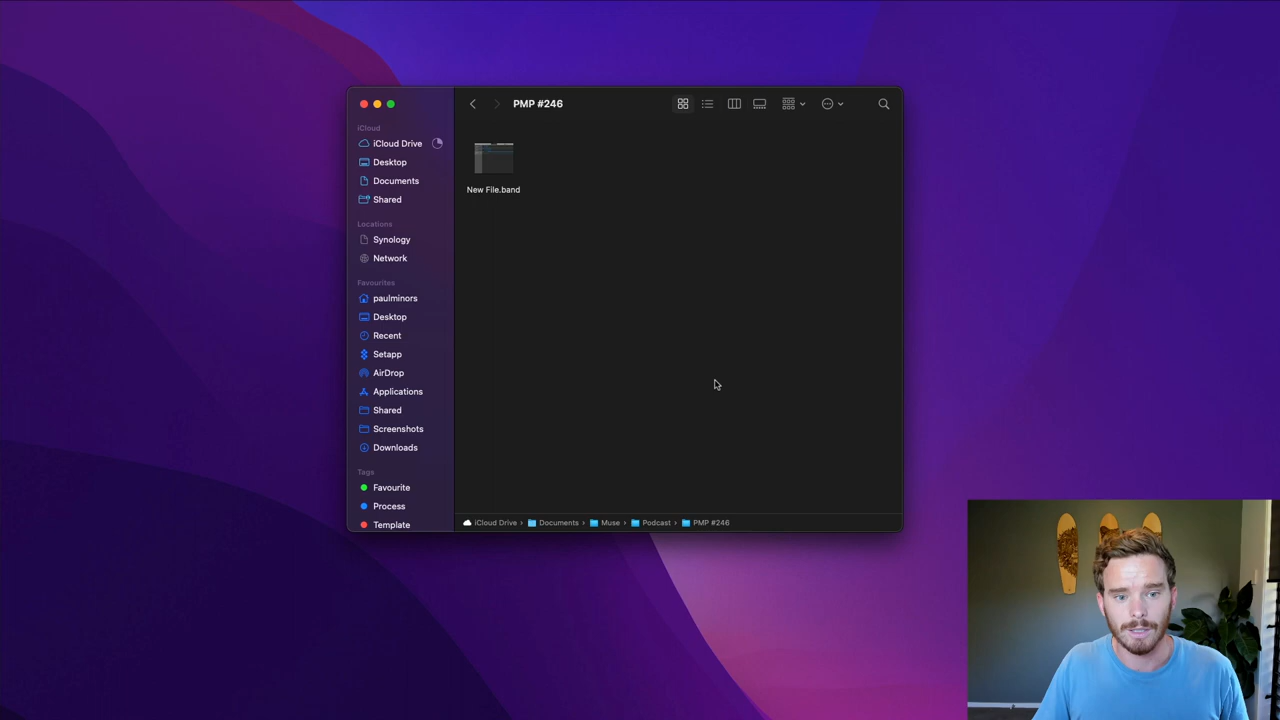 PMP #246
iCloud
iCloud Drive
Desktop
Documents
Shared
Locations
Synology
Network
Favourites
paulminors
Desktop
Recent
Setapp
AirDrop
Applications
Shared
Screenshots
Downloads
Tags
Favourite
Process
Template
New File.band
iCloud Drive › Documents › Muse › Podcast › PMP #246